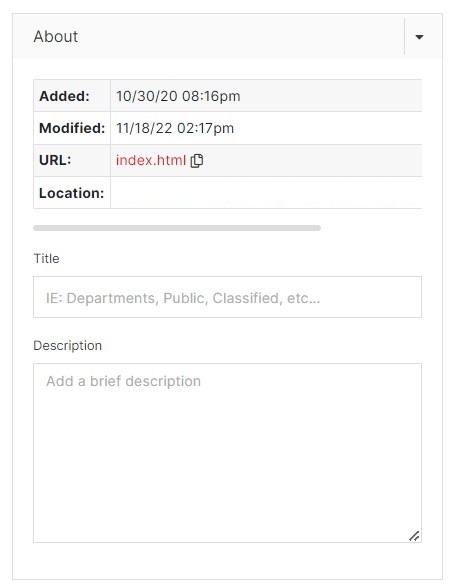 About
Added: 10/30/20 08:16pm
Modified: 11/18/22 02:17pm
URL: index.html
Location:
Title
IE: Departments, Public, Classified, etc...
Description
Add a brief description